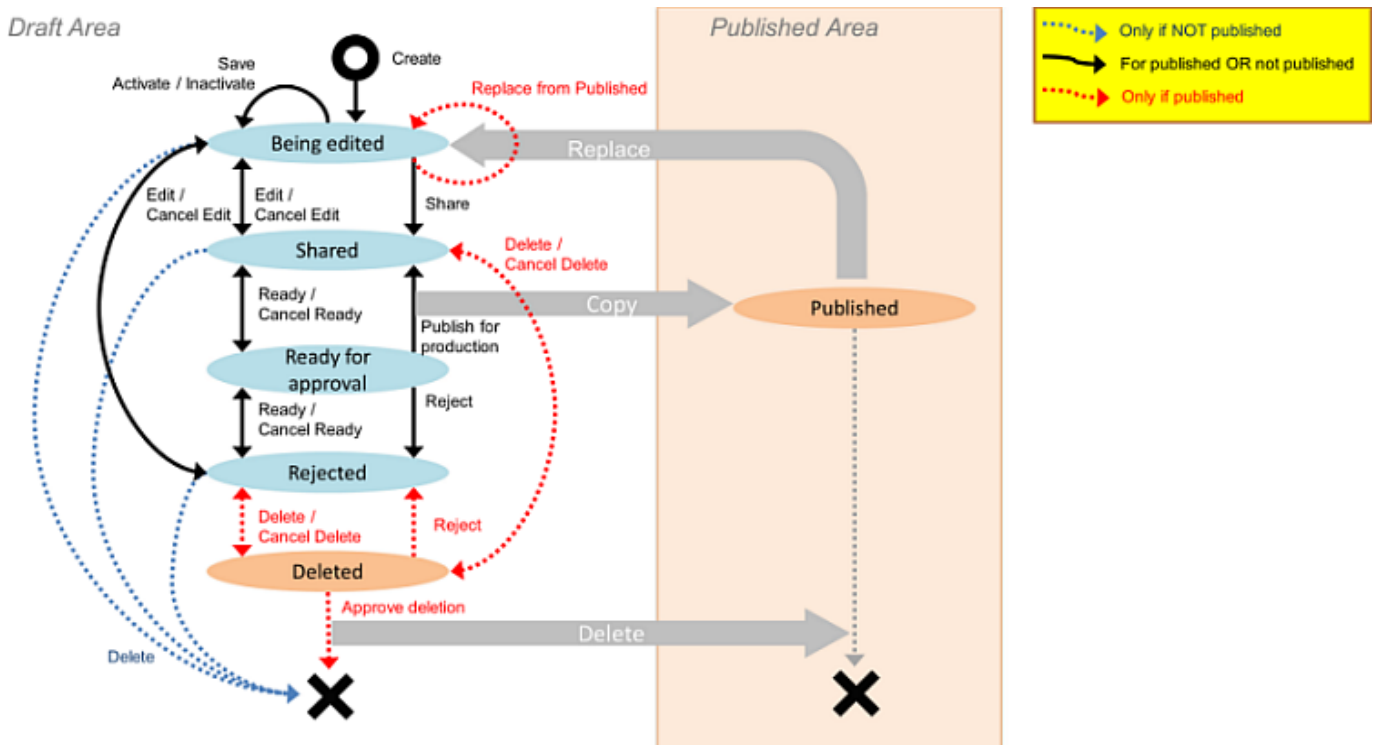 Draft Area
Published Area
Only if NOT published
For published OR not published
Only if published
Create
Save
Activate / Inactivate
Replace from Published
Being edited
Replace
Edit /
Cancel Edit
Edit /
Cancel Edit
Share
Shared
Delete /
Cancel Delete
Ready /
Cancel Ready
Copy
Published
Publish for
production
Ready for
approval
Ready /
Cancel Ready
Reject
Rejected
Delete /
Cancel Delete
Reject
Deleted
Approve deletion
Delete
Delete